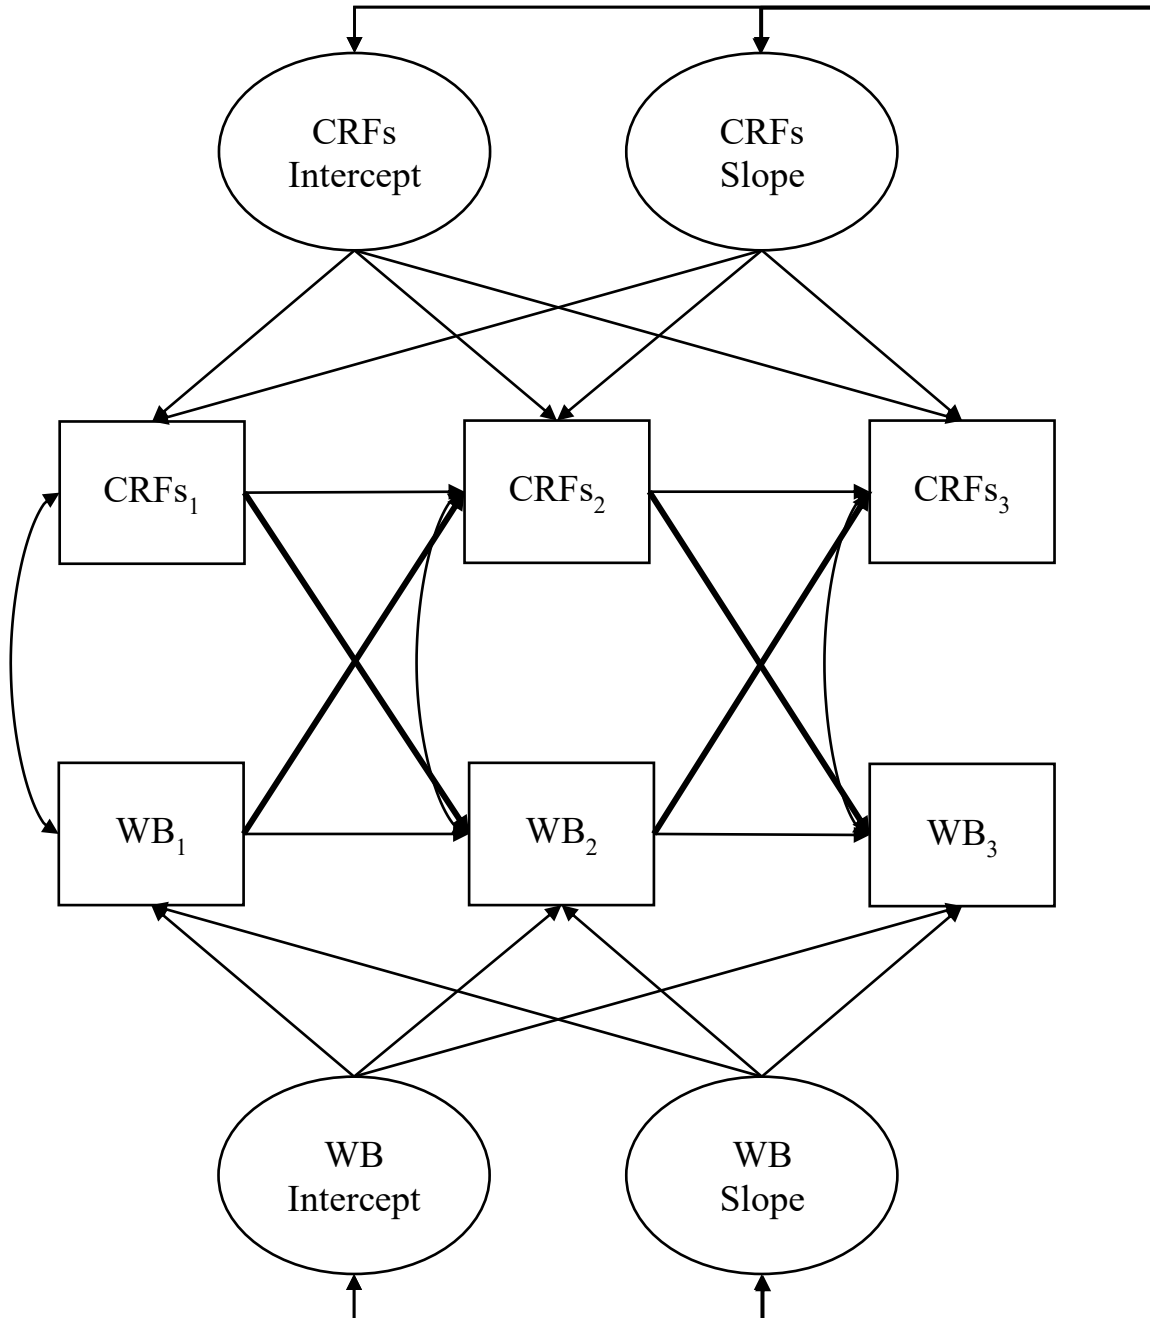 CRFs
Intercept
CRFs
Slope
CRFs₁
CRFs₂
CRFs₃
WB₁
WB₂
WB₃
WB
Intercept
WB
Slope